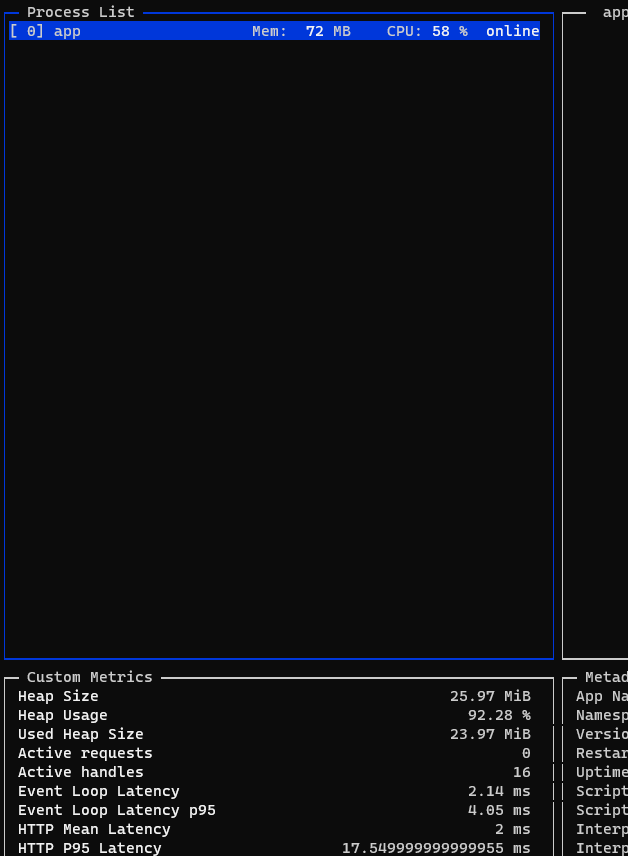 Process List
[ 0] app Mem: 72 MB CPU: 58 % online
Custom Metrics
Heap Size 25.97 MiB
Heap Usage 92.28 %
Used Heap Size 23.97 MiB
Active requests 0
Active handles 16
Event Loop Latency 2.14 ms
Event Loop Latency p95 4.05 ms
HTTP Mean Latency 2 ms
HTTP P95 Latency 17.549999999999955 ms
app
Metad
App Na
Namesp
Versio
Restar
Uptime
Script
Script
Interp
Interp